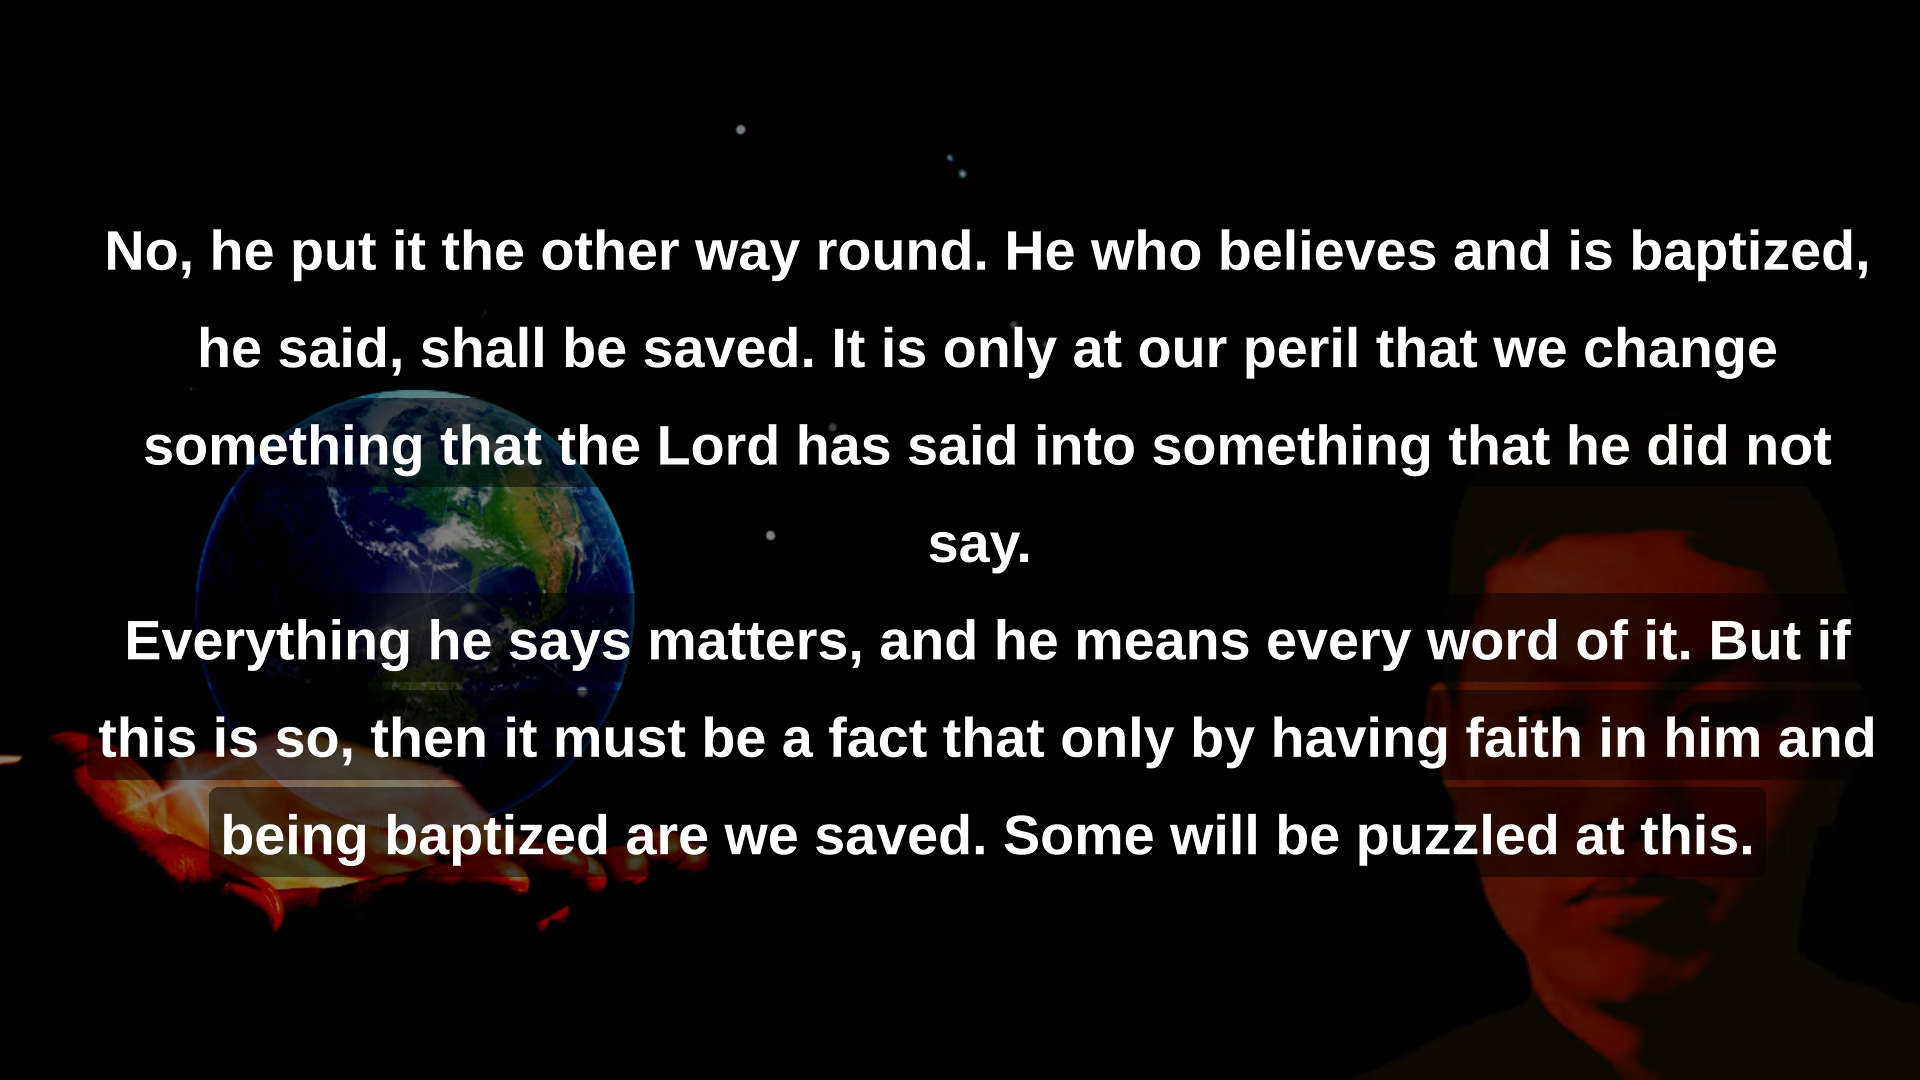 No, he put it the other way round. He who believes and is baptized,
he said, shall be saved. It is only at our peril that we change
something that the Lord has said into something that he did not
say.
Everything he says matters, and he means every word of it. But if
this is so, then it must be a fact that only by having faith in him and
being baptized are we saved. Some will be puzzled at this.